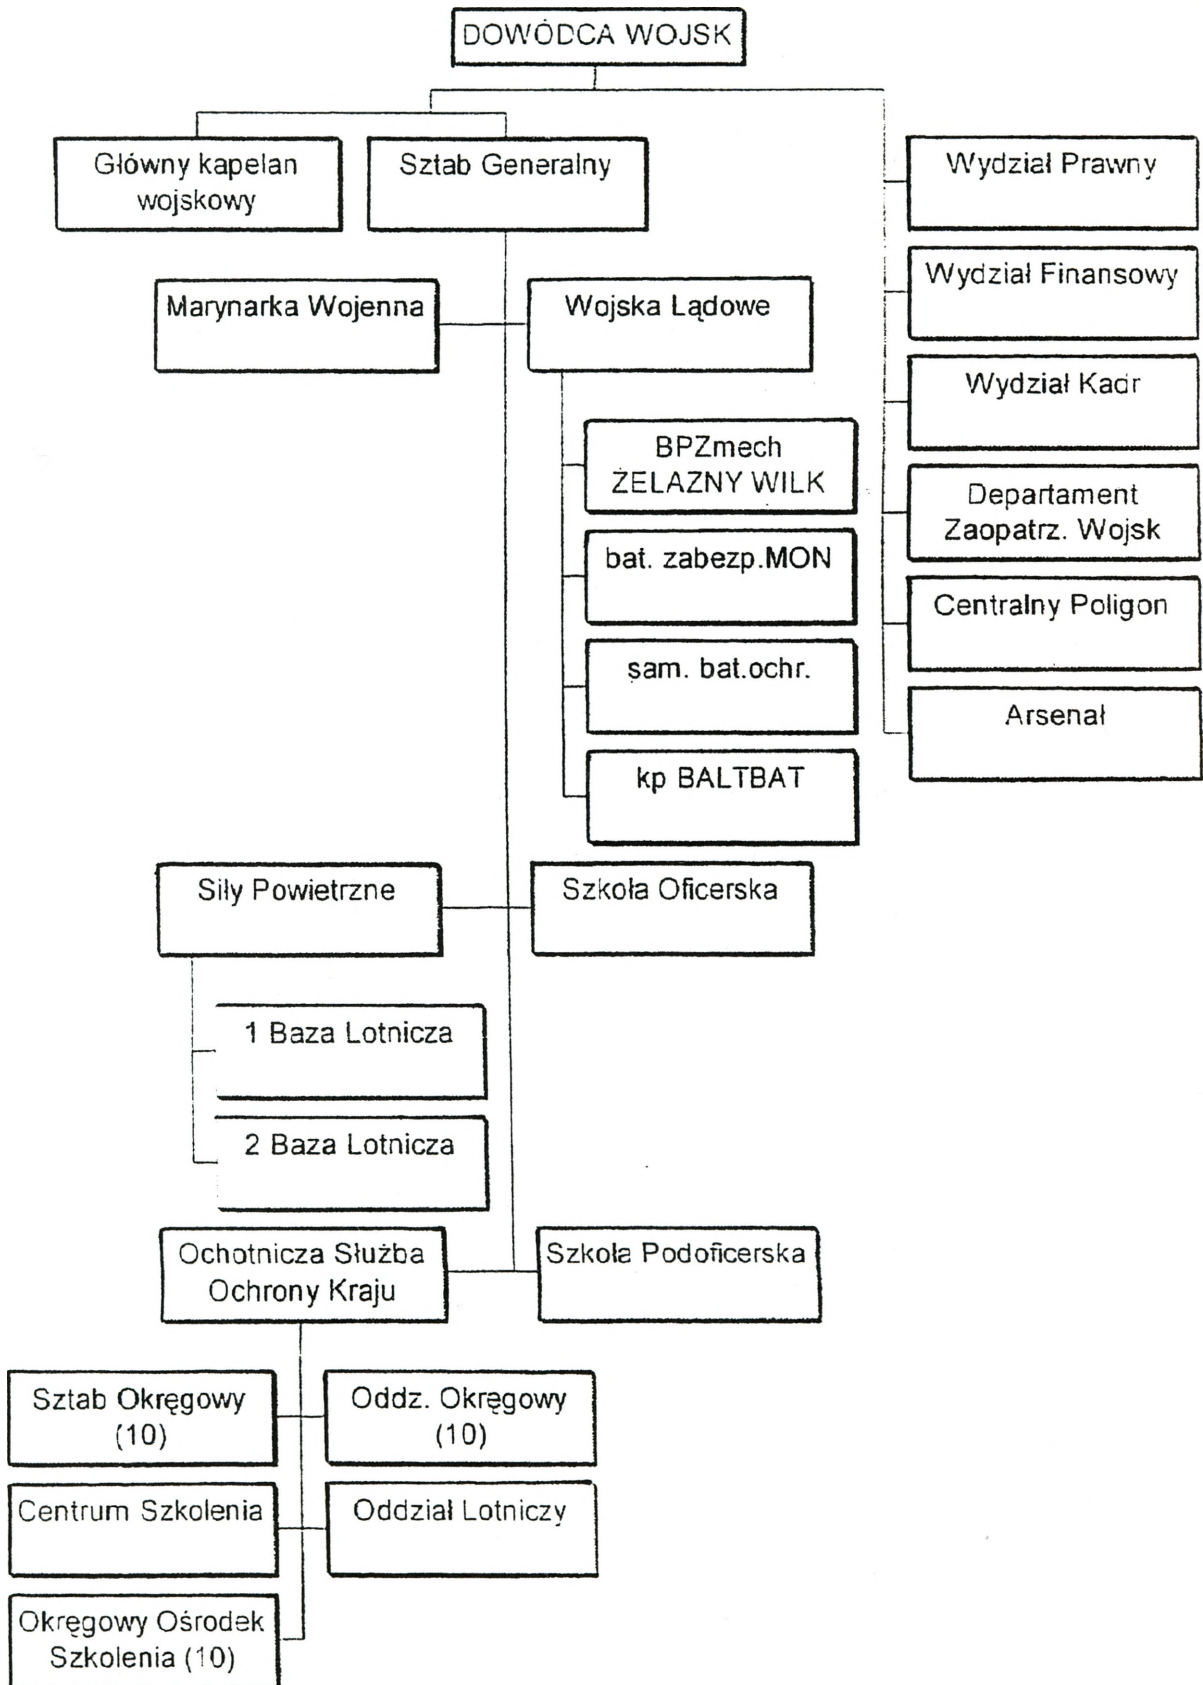 DOWÓDCA WOJSK
Główny kapelan
wojskowy
Sztab Generalny
Wydział Prawny
Wydział Finansowy
Wydział Kadr
Departament
Zaopatrz. Wojsk
Centralny Poligon
Arsenał
Marynarka Wojenna
Wojska Lądowe
BPZmech
ŻELAZNY WILK
bat. zabezp.MON
sam. bat.ochr.
kp BALTBAT
Siły Powietrzne
Szkoła Oficerska
1 Baza Lotnicza
2 Baza Lotnicza
Ochotnicza Służba
Ochrony Kraju
Szkoła Podoficerska
Sztab Okręgowy
(10)
Oddz. Okręgowy
(10)
Centrum Szkolenia
Oddział Lotniczy
Okręgowy Ośrodek
Szkolenia (10)